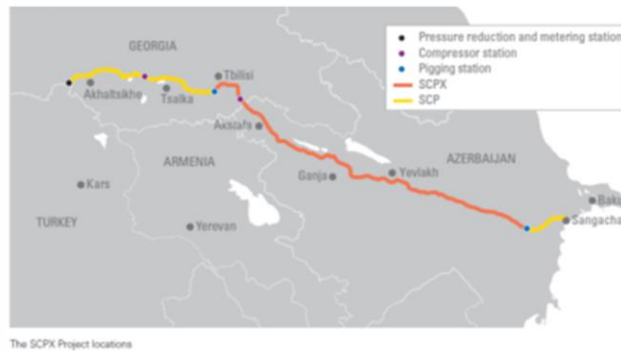 GEORGIA
Pressure reduction and metering station
Compressor station
Pigging station
SCPX
SCP
Tbilisi
Akhaltsikhe
Tsalka
Akstafa
ARMENIA
AZERBAIJAN
Ganja
Yevlakh
Kars
Baku
Sangachal
TURKEY
Yerevan
The SCPX Project locations